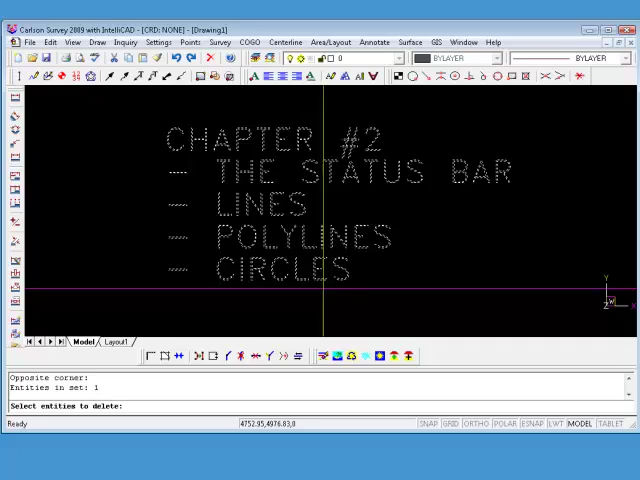 Carlson Survey 2009 with IntelliCAD - [CRD: NONE] - [Drawing1]
File Edit View Draw Inquiry Settings Points Survey COGO Centerline Area/Layout Annotate Surface GIS Window Help
0 BYLAYER BYLAYER
CHAPTER #2
--- THE STATUS BAR
--- LINES
--- POLYLINES
--- CIRCLES
Y
W
Z X
Model Layout1
Opposite corner:
Entities in set: 1
Select entities to delete:
Ready 4752.95,4976.83,0 SNAP GRID ORTHO POLAR ESNAP LWT MODEL TABLET